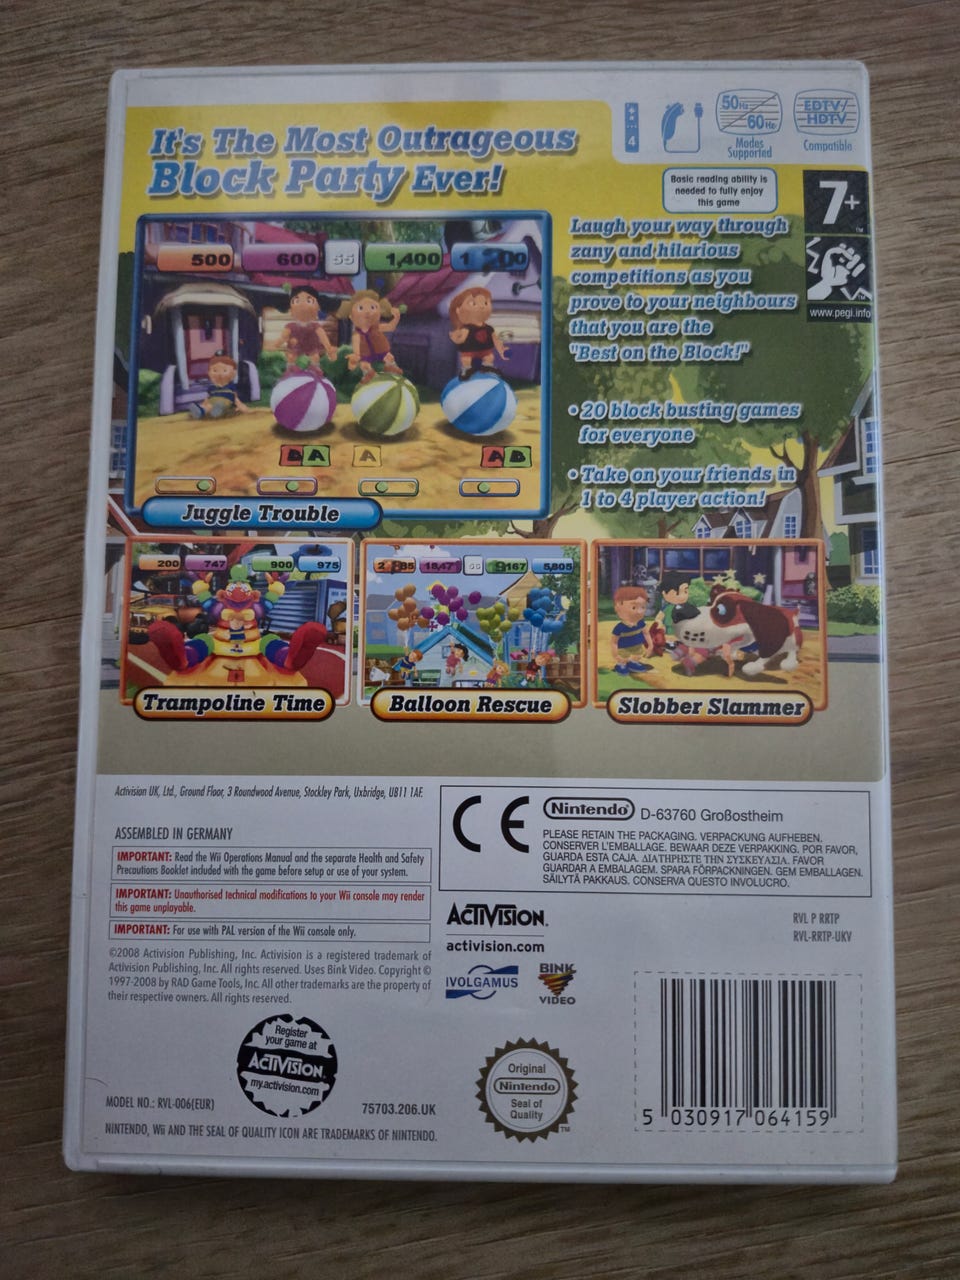 It's The Most Outrageous
Block Party Ever!
4
50Hz
60Hz
Modes
Supported
EDTV/
HDTV
Compatible
Basic reading ability is
needed to fully enjoy
this game
7+
www.pegi.info
Laugh your way through
zany and hilarious
competitions as you
prove to your neighbours
that you are the
"Best on the Block!"
• 20 block busting games
for everyone
• Take on your friends in
1 to 4 player action!
500 600 55 1,400
A A A
Juggle Trouble
200 747 900 975
Trampoline Time
5,805
Balloon Rescue
Slobber Slammer
Activision UK, Ltd., Ground Floor, 3 Roundwood Avenue, Stockley Park, Uxbridge, UB11 1AF.
ASSEMBLED IN GERMANY
IMPORTANT: Read the Wii Operations Manual and the separate Health and Safety
Precautions Booklet included with the game before setup or use of your system.
IMPORTANT: Unauthorised technical modifications to your Wii console may render
this game unplayable.
IMPORTANT: For use with PAL version of the Wii console only.
©2008 Activision Publishing, Inc. Activision is a registered trademark of
Activision Publishing, Inc. All rights reserved. Uses Bink Video. Copyright ©
1997-2008 by RAD Game Tools, Inc. All other trademarks are the property of
their respective owners. All rights reserved.
Register
your game at
ACTIVISION.
my.activision.com
MODEL NO.: RVL-006(EUR)
75703.206.UK
NINTENDO, Wii AND THE SEAL OF QUALITY ICON ARE TRADEMARKS OF NINTENDO.
CE
Nintendo D-63760 Großostheim
PLEASE RETAIN THE PACKAGING. VERPACKUNG AUFHEBEN.
CONSERVER L'EMBALLAGE. BEWAAR DEZE VERPAKKING. POR FAVOR,
GUARDA ESTA CAJA. ΔΙΑΤΗΡΗΣΤΕ ΤΗΝ ΣΥΣΚΕΥΑΣΙΑ. FAVOR
GUARDAR A EMBALAGEM. SPARA FÖRPACKNINGEN. GEM EMBALLAGEN.
SÄILYTÄ PAKKAUS. CONSERVA QUESTO INVOLUCRO.
ACTIVISION.
activision.com
IVOLGAMUS
BINK
VIDEO
RVL P RRTP
RVL-RRTP-UKV
Original
Nintendo
Seal of
Quality
TM
5 030917 064159